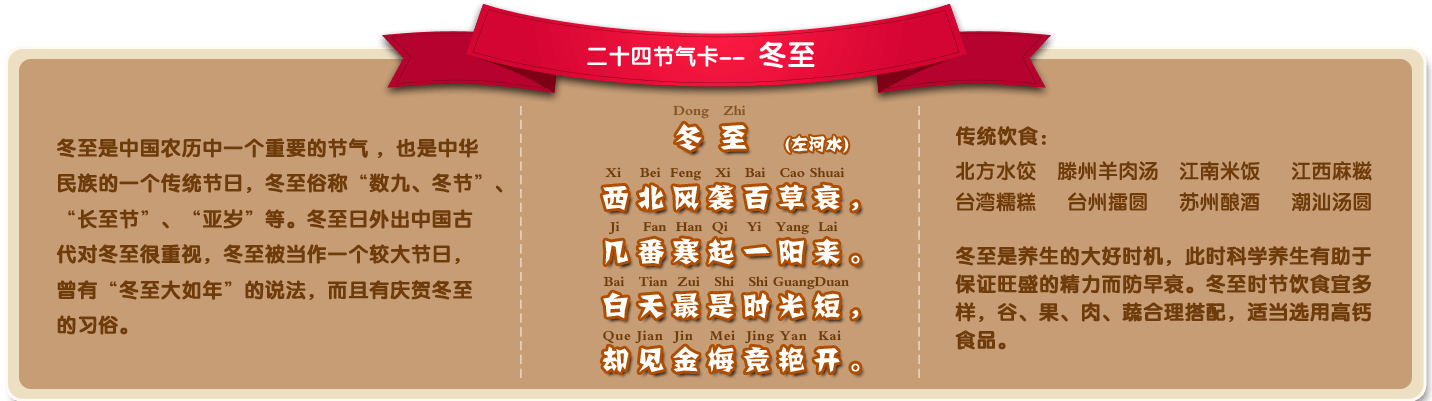 二十四节气卡-- 冬至
冬至是中国农历中一个重要的节气 ，也是中华
民族的一个传统节日，冬至俗称“数九、冬节”、
“长至节”、“亚岁”等。冬至日外出中国古
代对冬至很重视，冬至被当作一个较大节日，
曾有“冬至大如年”的说法，而且有庆贺冬至
的习俗。
Dong Zhi
冬至 (左河水)
Xi Bei Feng Xi Bai Cao Shuai
西北风袭百草衰，
Ji Fan Han Qi Yi Yang Lai
几番寒起一阳来。
Bai Tian Zui Shi Shi GuangDuan
白天最是时光短，
Que Jian Jin Mei Jing Yan Kai
却见金梅竞艳开。
传统饮食：
北方水饺 滕州羊肉汤 江南米饭 江西麻糍
台湾糯糕 台州擂圆 苏州酿酒 潮汕汤圆
冬至是养生的大好时机，此时科学养生有助于
保证旺盛的精力而防早衰。冬至时节饮食宜多
样，谷、果、肉、蔬合理搭配，适当选用高钙
食品。